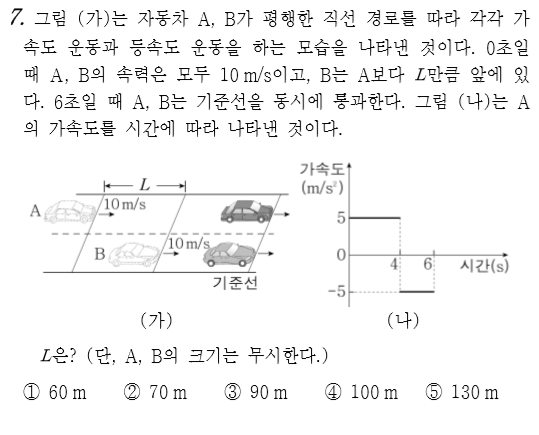 7. 그림 (가)는 자동차 A, B가 평행한 직선 경로를 따라 각각 가
속도 운동과 등속도 운동을 하는 모습을 나타낸 것이다. 0초일
때 A, B의 속력은 모두 10 m/s이고, B는 A보다 L만큼 앞에 있
다. 6초일 때 A, B는 기준선을 동시에 통과한다. 그림 (나)는 A
의 가속도를 시간에 따라 나타낸 것이다.
L
A
10 m/s
B
10 m/s
기준선
(가)
가속도
(m/s²)
5
0
-5
4
6
시간(s)
(나)
L은? (단, A, B의 크기는 무시한다.)
① 60 m ② 70 m ③ 90 m ④ 100 m ⑤ 130 m